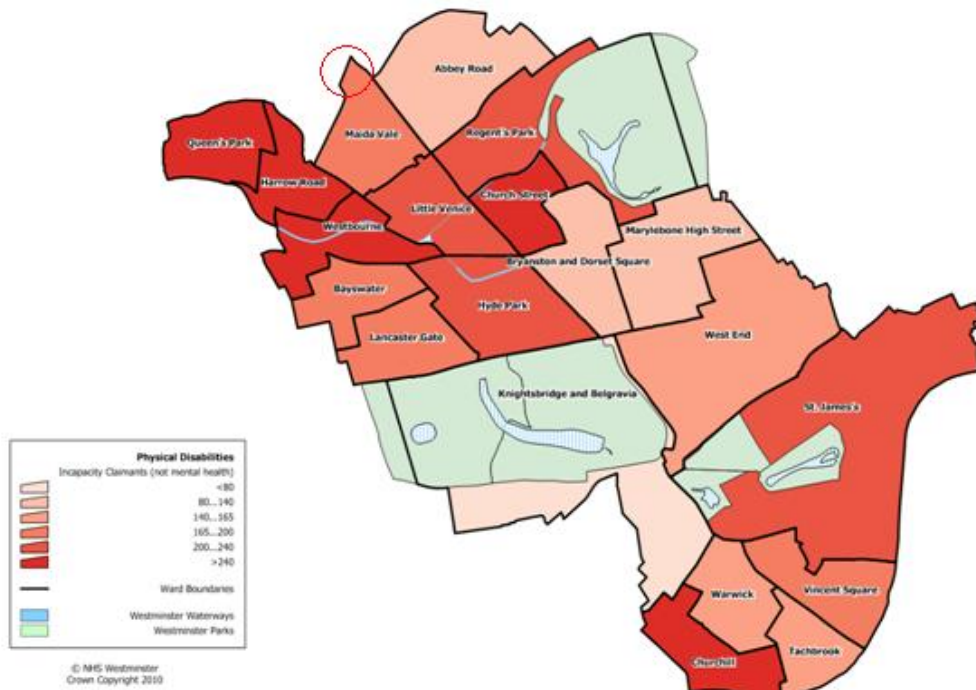 Abbey Road
Maida Vale
Regent's Park
Queen's Park
Harrow Road
Church Street
Little Venice
Westbourne
Marylebone High Street
Bryanston and Dorset Square
Bayswater
Hyde Park
Lancaster Gate
West End
Knightsbridge and Belgravia
St. James's
Warwick
Vincent Square
Tachbrook
Churchill
Physical Disabilities
Incapacity Claimants (not mental health)
<80
80...140
140...165
165...200
200...240
>240
Ward Boundaries
Westminster Waterways
Westminster Parks
© NHS Westminster
Crown Copyright 2010